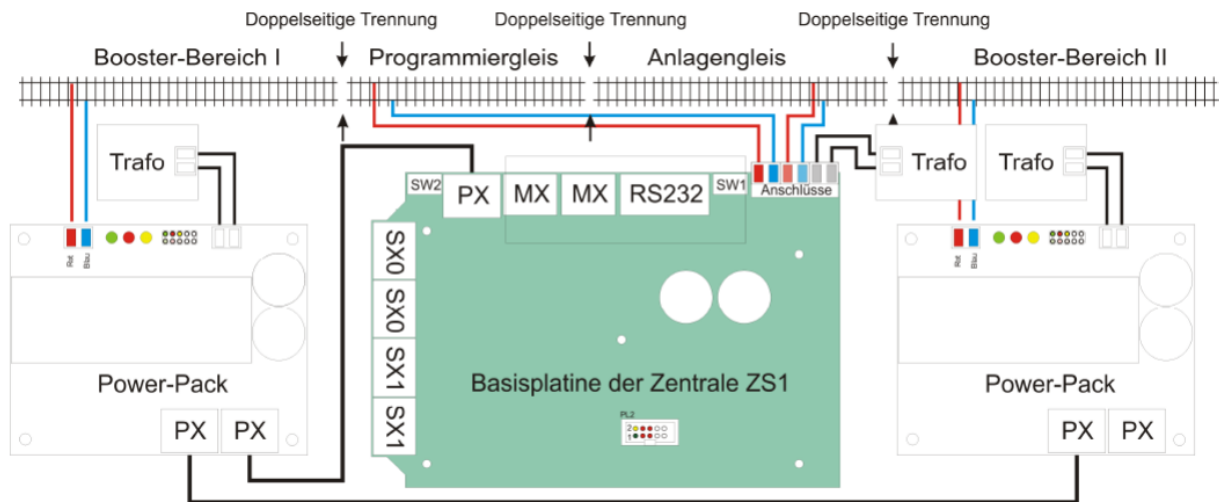 Doppelseitige Trennung Doppelseitige Trennung Doppelseitige Trennung
Booster-Bereich I Programmiergleis Anlagengleis Booster-Bereich II
Trafo Trafo Trafo
SW2 PX MX MX RS232 SW1 Anschlüsse
Rot Blau Rot Blau
SX0
SX0
SX1
SX1
Power-Pack Basisplatine der Zentrale ZS1 Power-Pack
PL2
2
1
PX PX PX PX